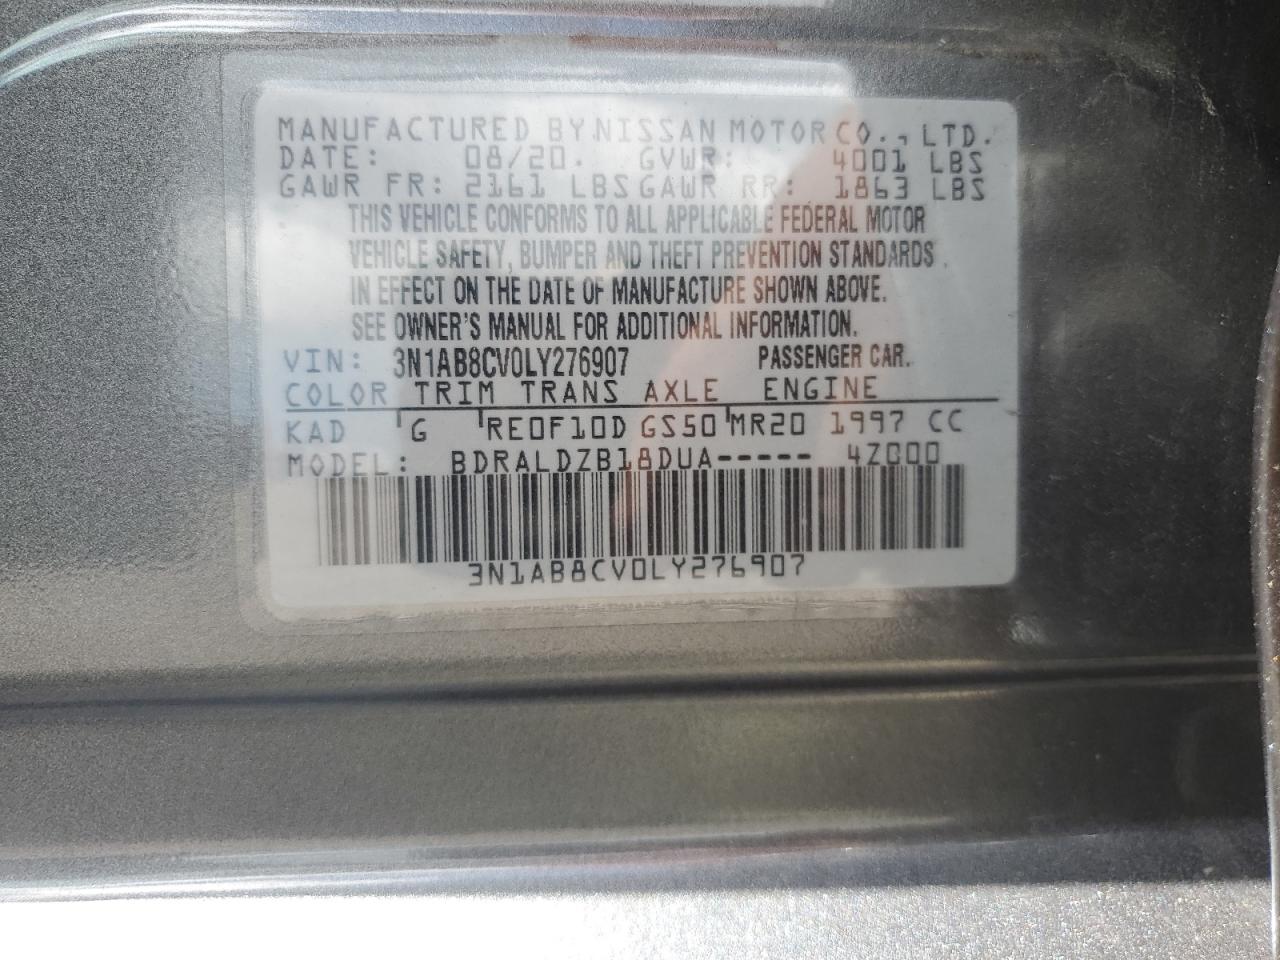 MANUFACTURED BY NISSAN MOTOR CO., LTD.
DATE: 08/20. GVWR: 4001 LBS
GAWR FR: 2161 LBS GAWR RR: 1863 LBS
THIS VEHICLE CONFORMS TO ALL APPLICABLE FEDERAL MOTOR
VEHICLE SAFETY, BUMPER AND THEFT PREVENTION STANDARDS.
IN EFFECT ON THE DATE OF MANUFACTURE SHOWN ABOVE.
SEE OWNER'S MANUAL FOR ADDITIONAL INFORMATION.
VIN: 3N1AB8CV0LY276907 PASSENGER CAR.
COLOR TRIM TRANS AXLE ENGINE
KAD G RE0F10D GS50 MR20 1997 CC
MODEL: BDRALDZB18DUA----- 4Z000
3N1AB8CV0LY276907